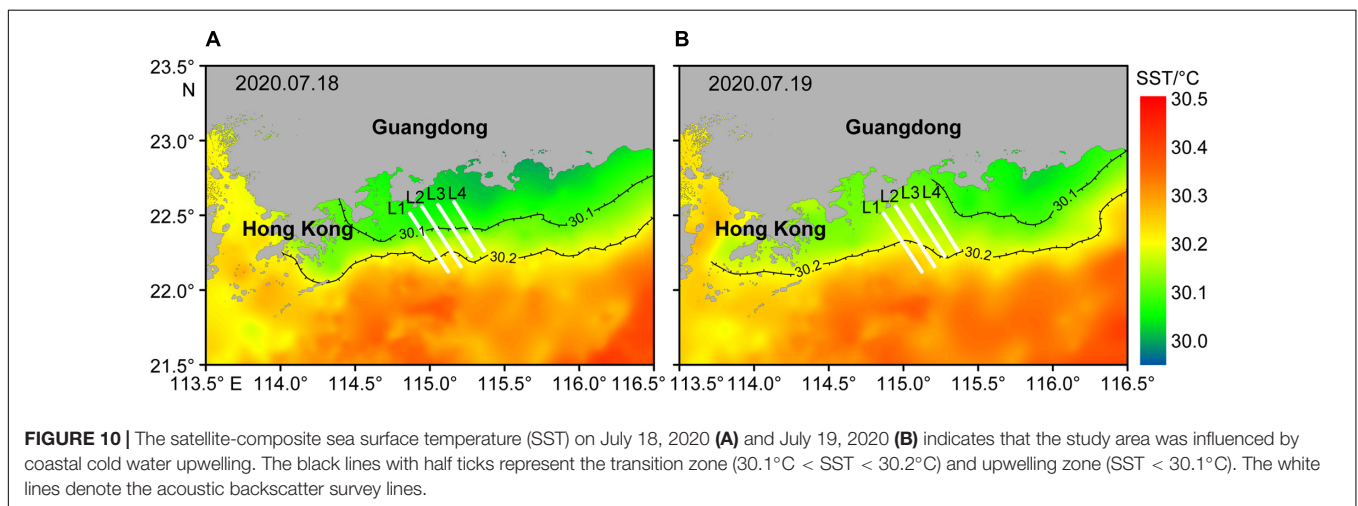 A
B
23.5°
N
23.0°
22.5°
22.0°
21.5°
2020.07.18
Guangdong
L1 L2 L3 L4
Hong Kong
30.1
30.2
113.5° E 114.0° 114.5° 115.0° 115.5° 116.0° 116.5°
2020.07.19
Guangdong
L1 L2 L3 L4
Hong Kong
30.1
30.2
113.5° 114.0° 114.5° 115.0° 115.5° 116.0° 116.5°
SST/°C
30.5
30.4
30.3
30.2
30.1
30.0
FIGURE 10 | The satellite-composite sea surface temperature (SST) on July 18, 2020 (A) and July 19, 2020 (B) indicates that the study area was influenced by
coastal cold water upwelling. The black lines with half ticks represent the transition zone (30.1°C < SST < 30.2°C) and upwelling zone (SST < 30.1°C). The white
lines denote the acoustic backscatter survey lines.